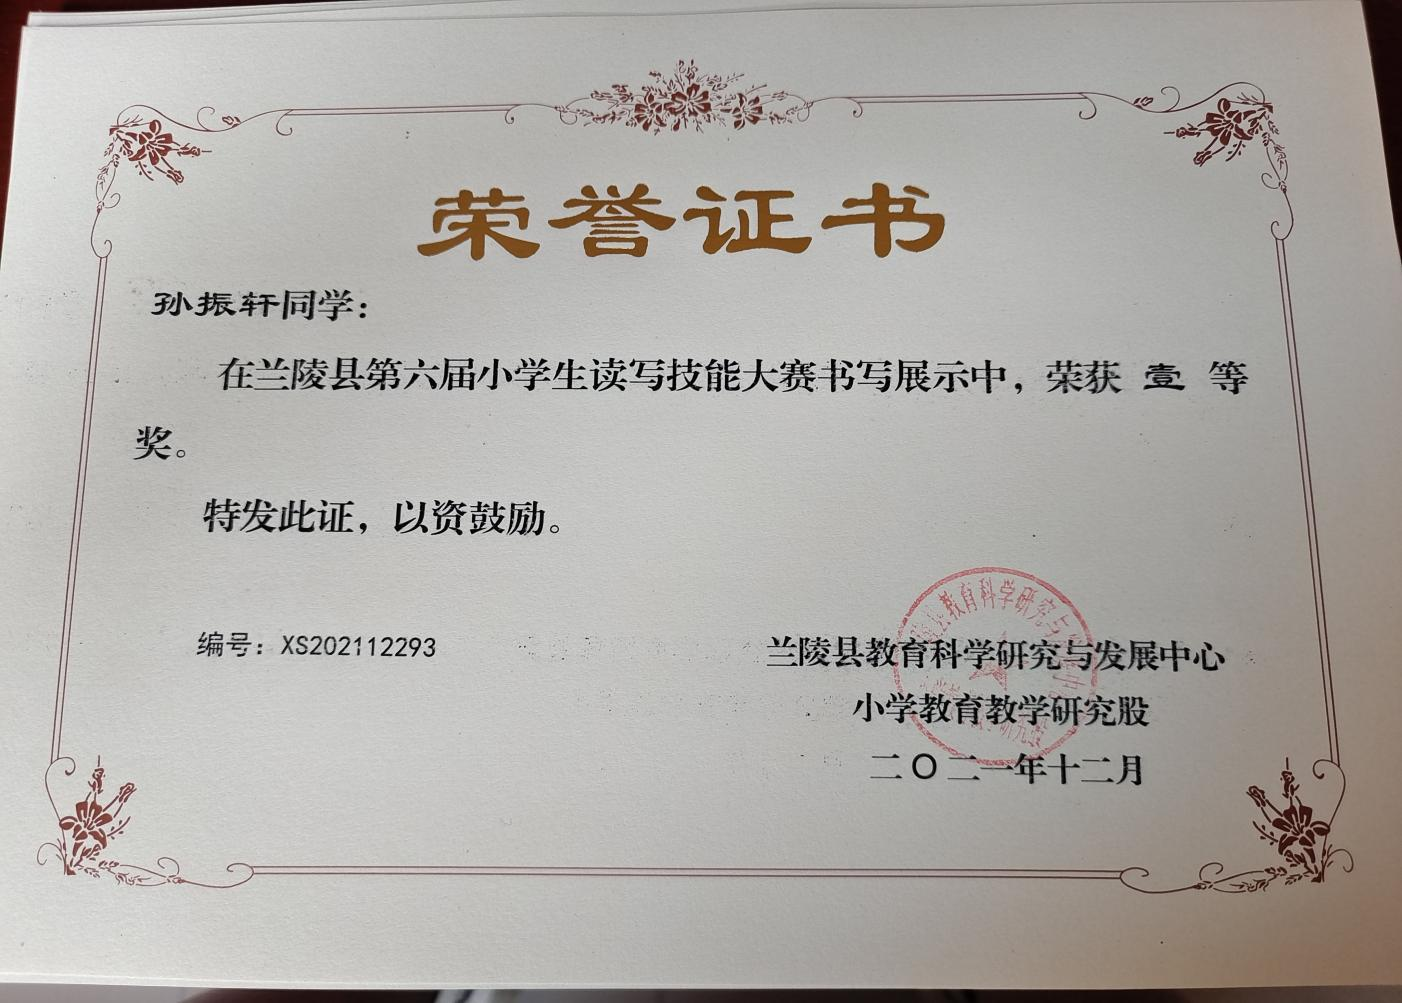 荣誉证书
孙振轩同学：
在兰陵县第六届小学生读写技能大赛书写展示中，荣获 壹 等
奖。
特发此证，以资鼓励。
编号：XS202112293
兰陵县教育科学研究与发展中心
小学教育教学研究股
二〇二一年十二月